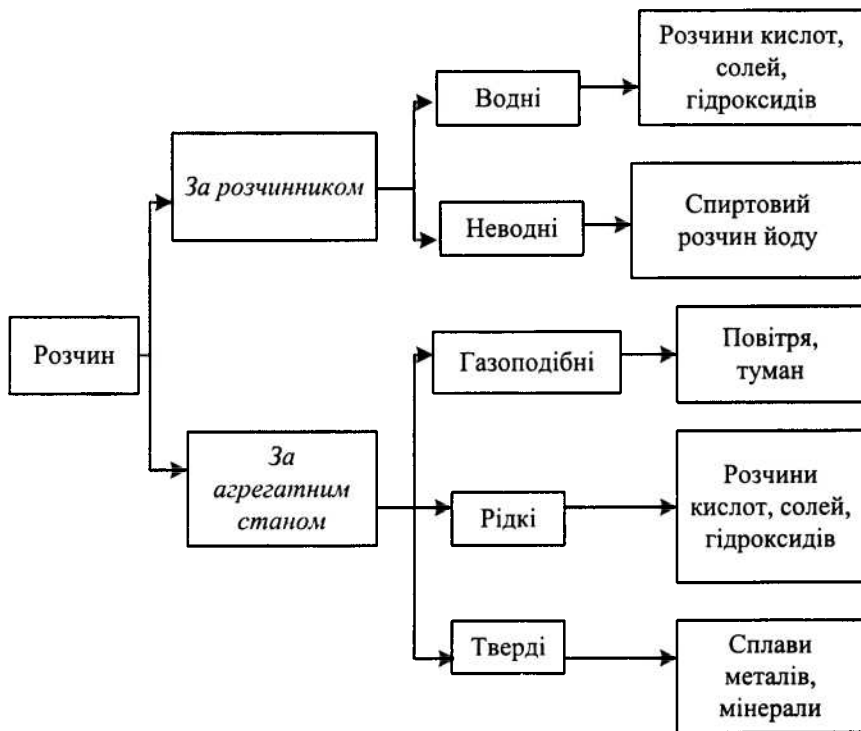 Розчин
За розчинником
Водні
Розчини кислот,
солей,
гідроксидів
Неводні
Спиртовий
розчин йоду
За
агрегатним
станом
Газоподібні
Повітря,
туман
Рідкі
Розчини
кислот, солей,
гідроксидів
Тверді
Сплави
металів,
мінерали